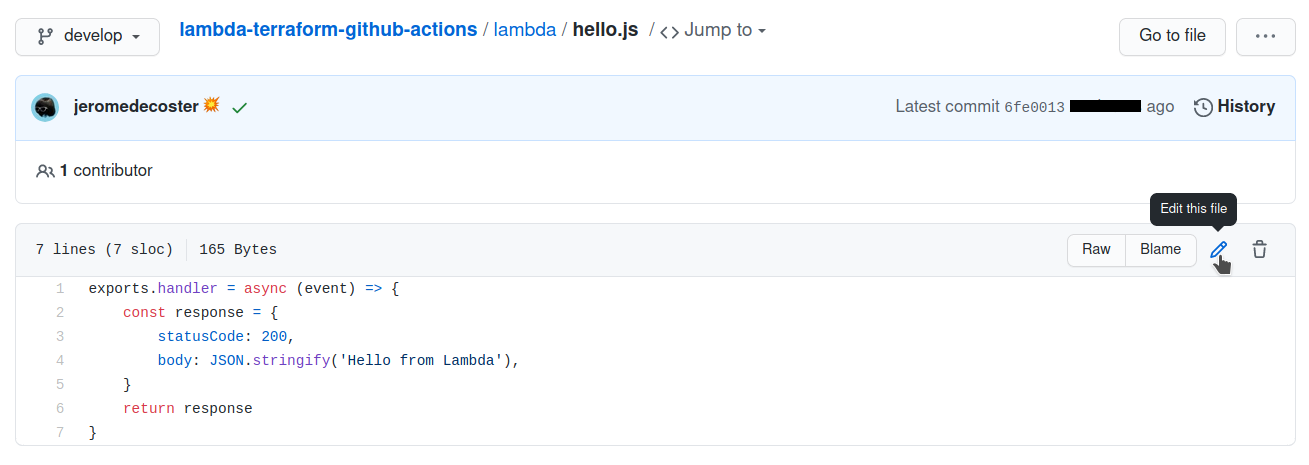 develop lambda-terraform-github-actions / lambda / hello.js / <> Jump to Go to file ...
jeromedecoster 💥 ✓ Latest commit 6fe0013 ago History
1 contributor
Edit this file
7 lines (7 sloc) 165 Bytes Raw Blame
1 exports.handler = async (event) => {
2     const response = {
3         statusCode: 200,
4         body: JSON.stringify('Hello from Lambda'),
5     }
6     return response
7 }